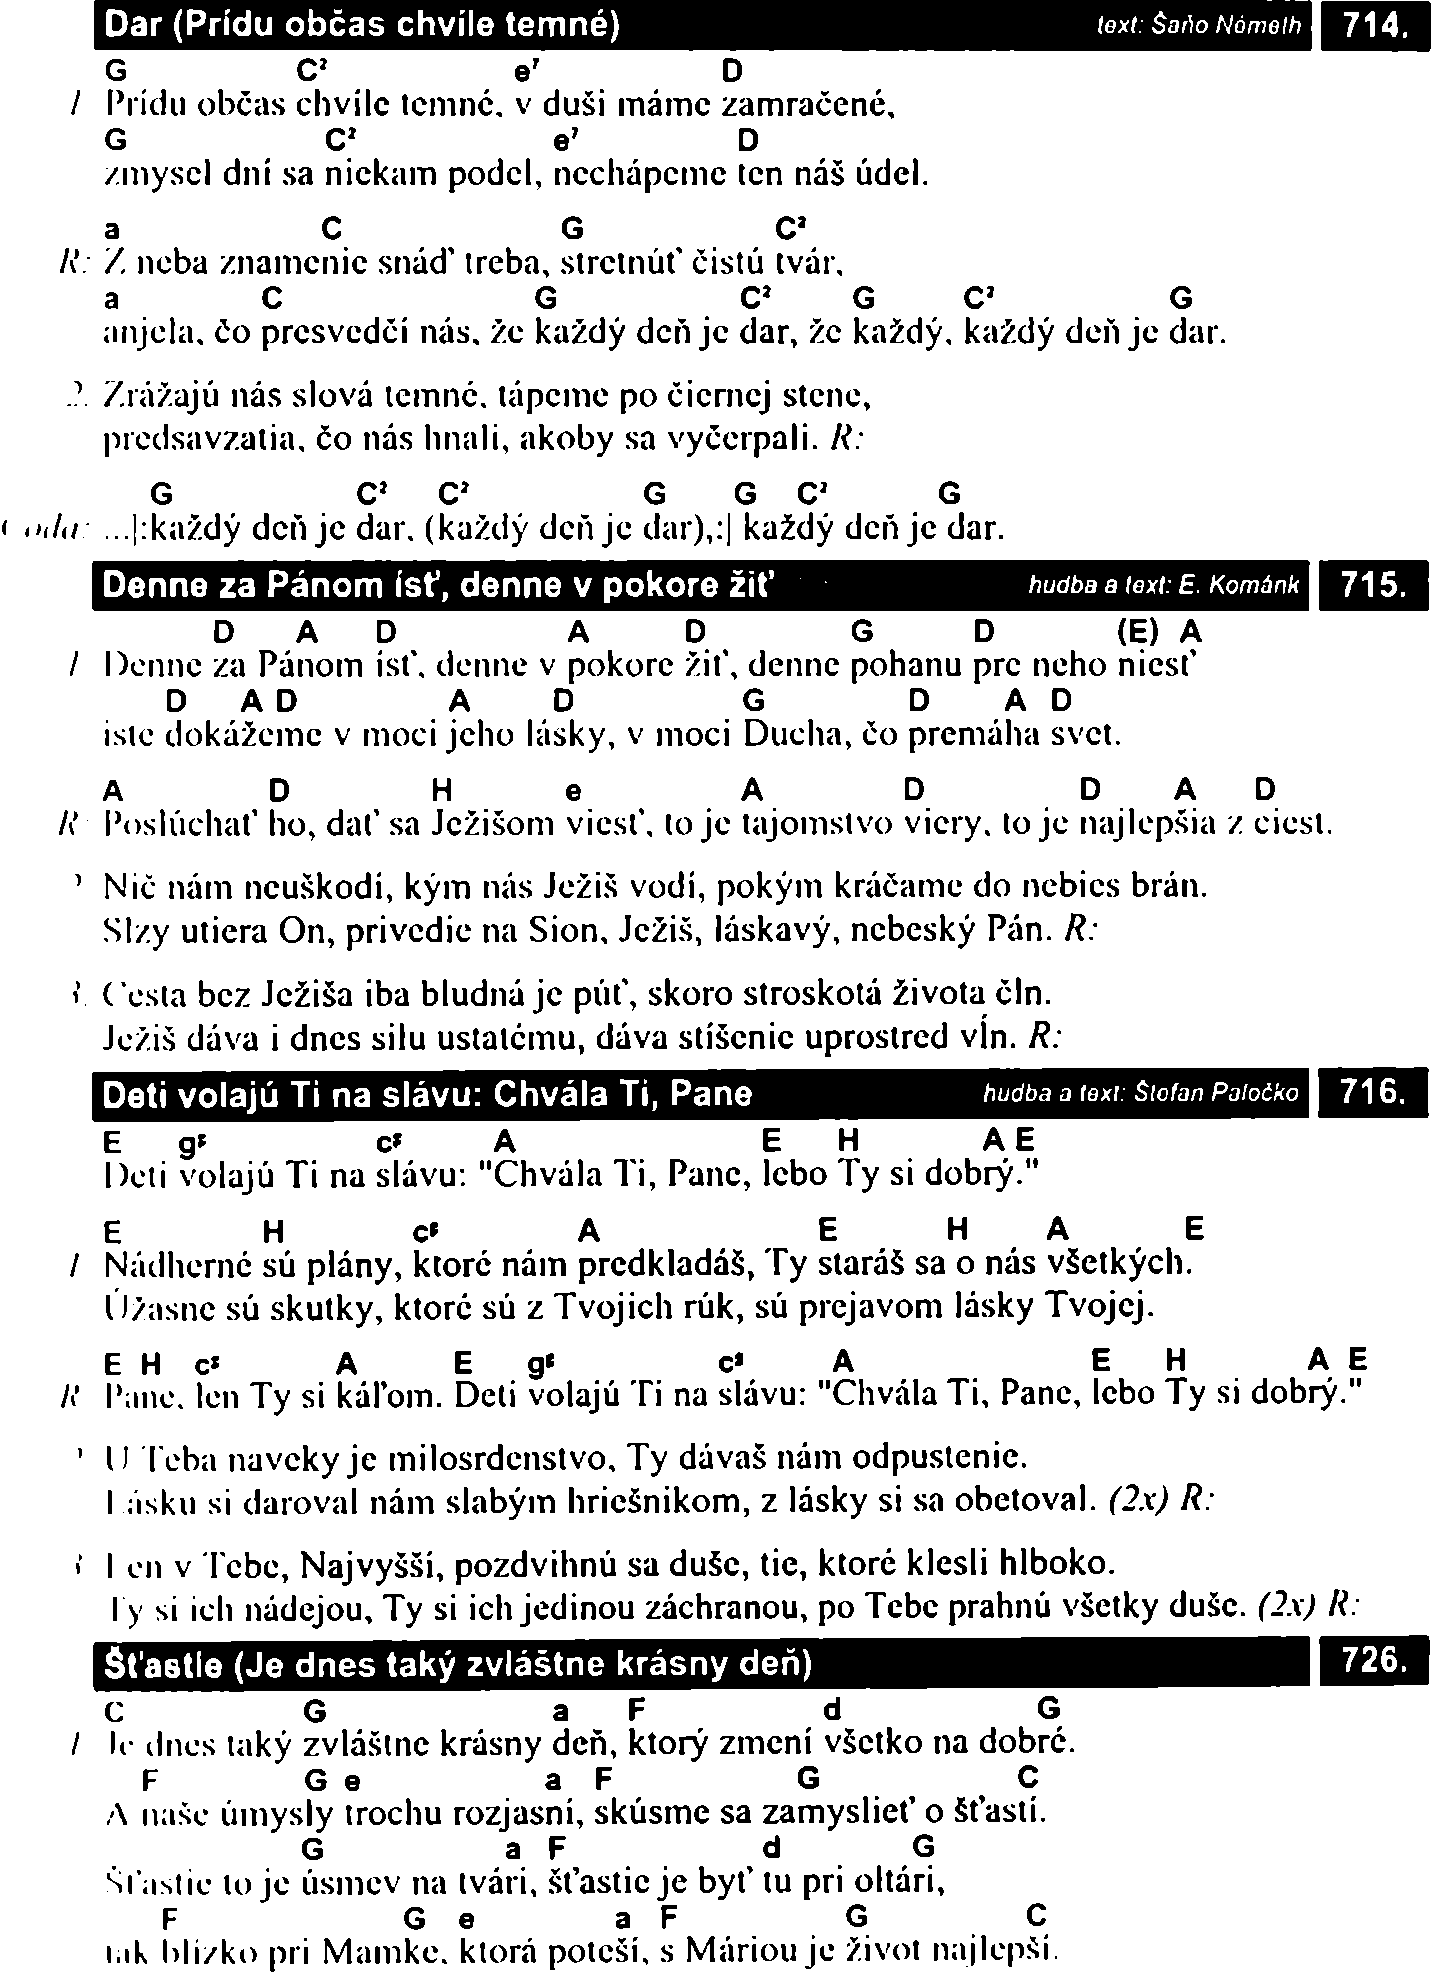 Dar (Prídu občas chvíle temné) text: Šaňo Németh 714.
G C² e⁷ D
1 Prídu občas chvíle temné, v duši máme zamračené,
G C² e⁷ D
zmysel dní sa niekam podel, nechápeme ten náš údel.
a C G C²
R: Z neba znamenie snáď treba, stretnúť čistú tvár,
a C G C² G C² G
anjela, čo presvedčí nás, že každý deň je dar, že každý, každý deň je dar.
2. Zrážajú nás slová temné, tápeme po čiernej stene,
predsavzatia, čo nás hnali, akoby sa vyčerpali. R:
G C² C² G G C² G
Coda: ...|:každý deň je dar, (každý deň je dar),:| každý deň je dar.
Denne za Pánom ísť, denne v pokore žiť hudba a text: E. Kománk 715.
D A D A D G D (E) A
1 Denne za Pánom ísť, denne v pokore žiť, denne pohanu pre neho niesť
D A D A D G D A D
iste dokážeme v moci jeho lásky, v moci Ducha, čo premáha svet.
A D H e A D D A D
R Poslúchať ho, dať sa Ježišom viesť, to je tajomstvo viery, to je najlepšia z ciest.
2 Nič nám neuškodí, kým nás Ježiš vodí, pokým kráčame do nebies brán.
Slzy utiera On, privedie na Sion, Ježiš, láskavý, nebeský Pán. R:
3. Cesta bez Ježiša iba bludná je púť, skoro stroskotá života čln.
Ježiš dáva i dnes silu ustatému, dáva stíšenie uprostred vĺn. R:
Deti volajú Ti na slávu: Chvála Ti, Pane hudba a text: Štefan Paločko 716.
E g♯ c♯ A E H A E
Deti volajú Ti na slávu: "Chvála Ti, Pane, lebo Ty si dobrý."
E H c♯ A E H A E
1 Nádherné sú plány, ktoré nám predkladáš, Ty staráš sa o nás všetkých.
Úžasne sú skutky, ktoré sú z Tvojich rúk, sú prejavom lásky Tvojej.
E H c♯ A E g♯ c♯ A E H A E
R Pane, len Ty si káľom. Deti volajú Ti na slávu: "Chvála Ti, Pane, lebo Ty si dobrý."
2 U Teba naveky je milosrdenstvo, Ty dávaš nám odpustenie.
Lásku si daroval nám slabým hriešnikom, z lásky si sa obetoval. (2x) R:
3 Len v Tebe, Najvyšší, pozdvihnú sa duše, tie, ktoré klesli hlboko.
Ty si ich nádejou, Ty si ich jedinou záchranou, po Tebe prahnú všetky duše. (2x) R:
Šťastie (Je dnes taký zvláštne krásny deň) 726.
C G a F d G
1 Je dnes taký zvláštne krásny deň, ktorý zmení všetko na dobré.
F G e a F G C
A naše úmysly trochu rozjasní, skúsme sa zamyslieť o šťastí.
G a F d G
Šťastie to je úsmev na tvári, šťastie je byť tu pri oltári,
F G e a F G C
tak blízko pri Mamke, ktorá poteší, s Máriou je život najlepší.